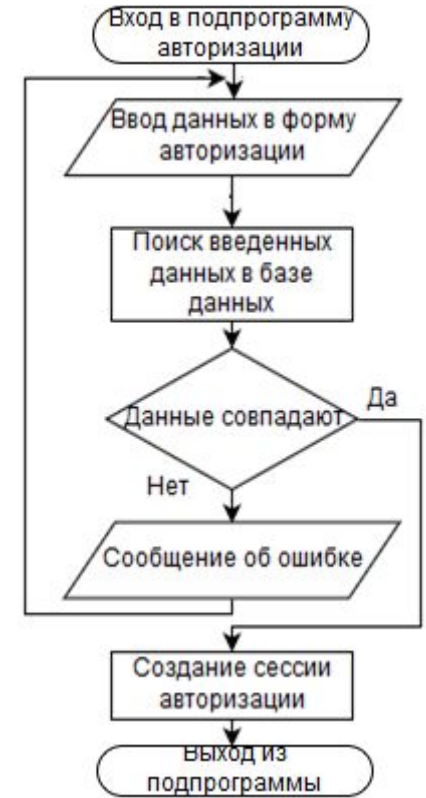 Вход в подпрограмму
авторизации
Ввод данных в форму
авторизации
Поиск введенных
данных в базе
данных
Данные совпадают
Да
Нет
Сообщение об ошибке
Создание сессии
авторизации
Выход из
подпрограммы